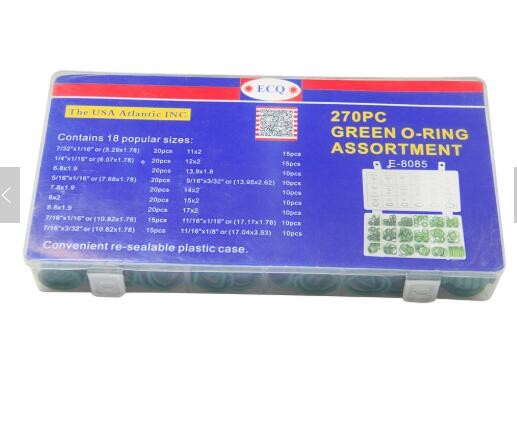 ECQ
The USA Atlantic INC
270PC
GREEN O-RING
ASSORTMENT
E-8085
Contains 18 popular sizes:
7/32"x1/16" or (5.29x1.78) 20pcs 11x2 15pcs
1/4"x1/16" or (6.07x1.78) 20pcs 12x2 15pcs
6.8x1.9 20pcs 13.9x1.8 10pcs
5/16"x1/16" or (7.68x1.78) 20pcs 9/16"x3/32" or (13.95x2.62) 10pcs
7.8x1.9 20pcs 14x2 10pcs
8x2 20pcs 15x2 10pcs
8.8x1.9 20pcs 17x2 10pcs
7/16"x1/16" or (10.82x1.78) 15pcs 11/16"x1/16" or (17.17x1.78) 10pcs
7/16"x3/32" or (10.82x1.78) 15pcs 11/16"x1/8" or (17.04x3.53) 10pcs
Convenient re-sealable plastic case.